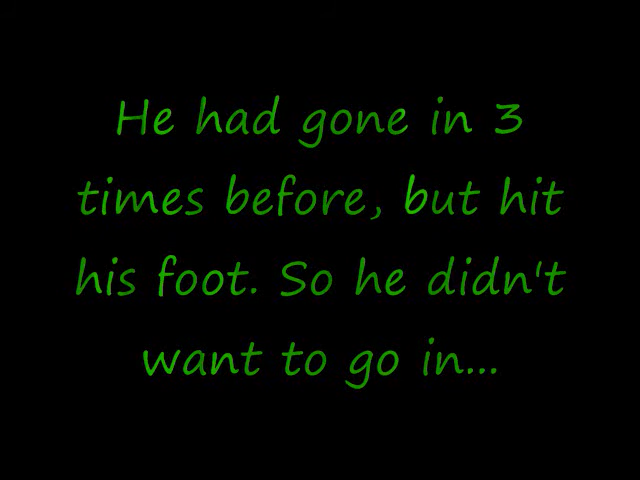 He had gone in 3
times before, but hit
his foot. So he didn't
want to go in...